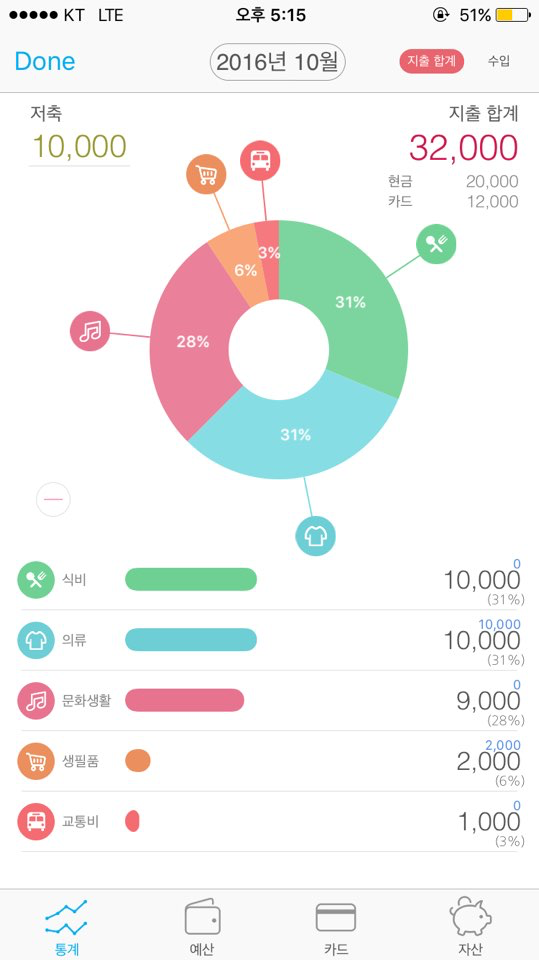 KT LTE 오후 5:15 51%
Done 2016년 10월 지출 합계 수입
저축 지출 합계
10,000 32,000
현금 20,000
카드 12,000
3%
6%
31%
28%
31%
0
식비 10,000
(31%)
10,000
의류 10,000
(31%)
0
문화생활 9,000
(28%)
2,000
생필품 2,000
(6%)
0
교통비 1,000
(3%)
통계 예산 카드 자산